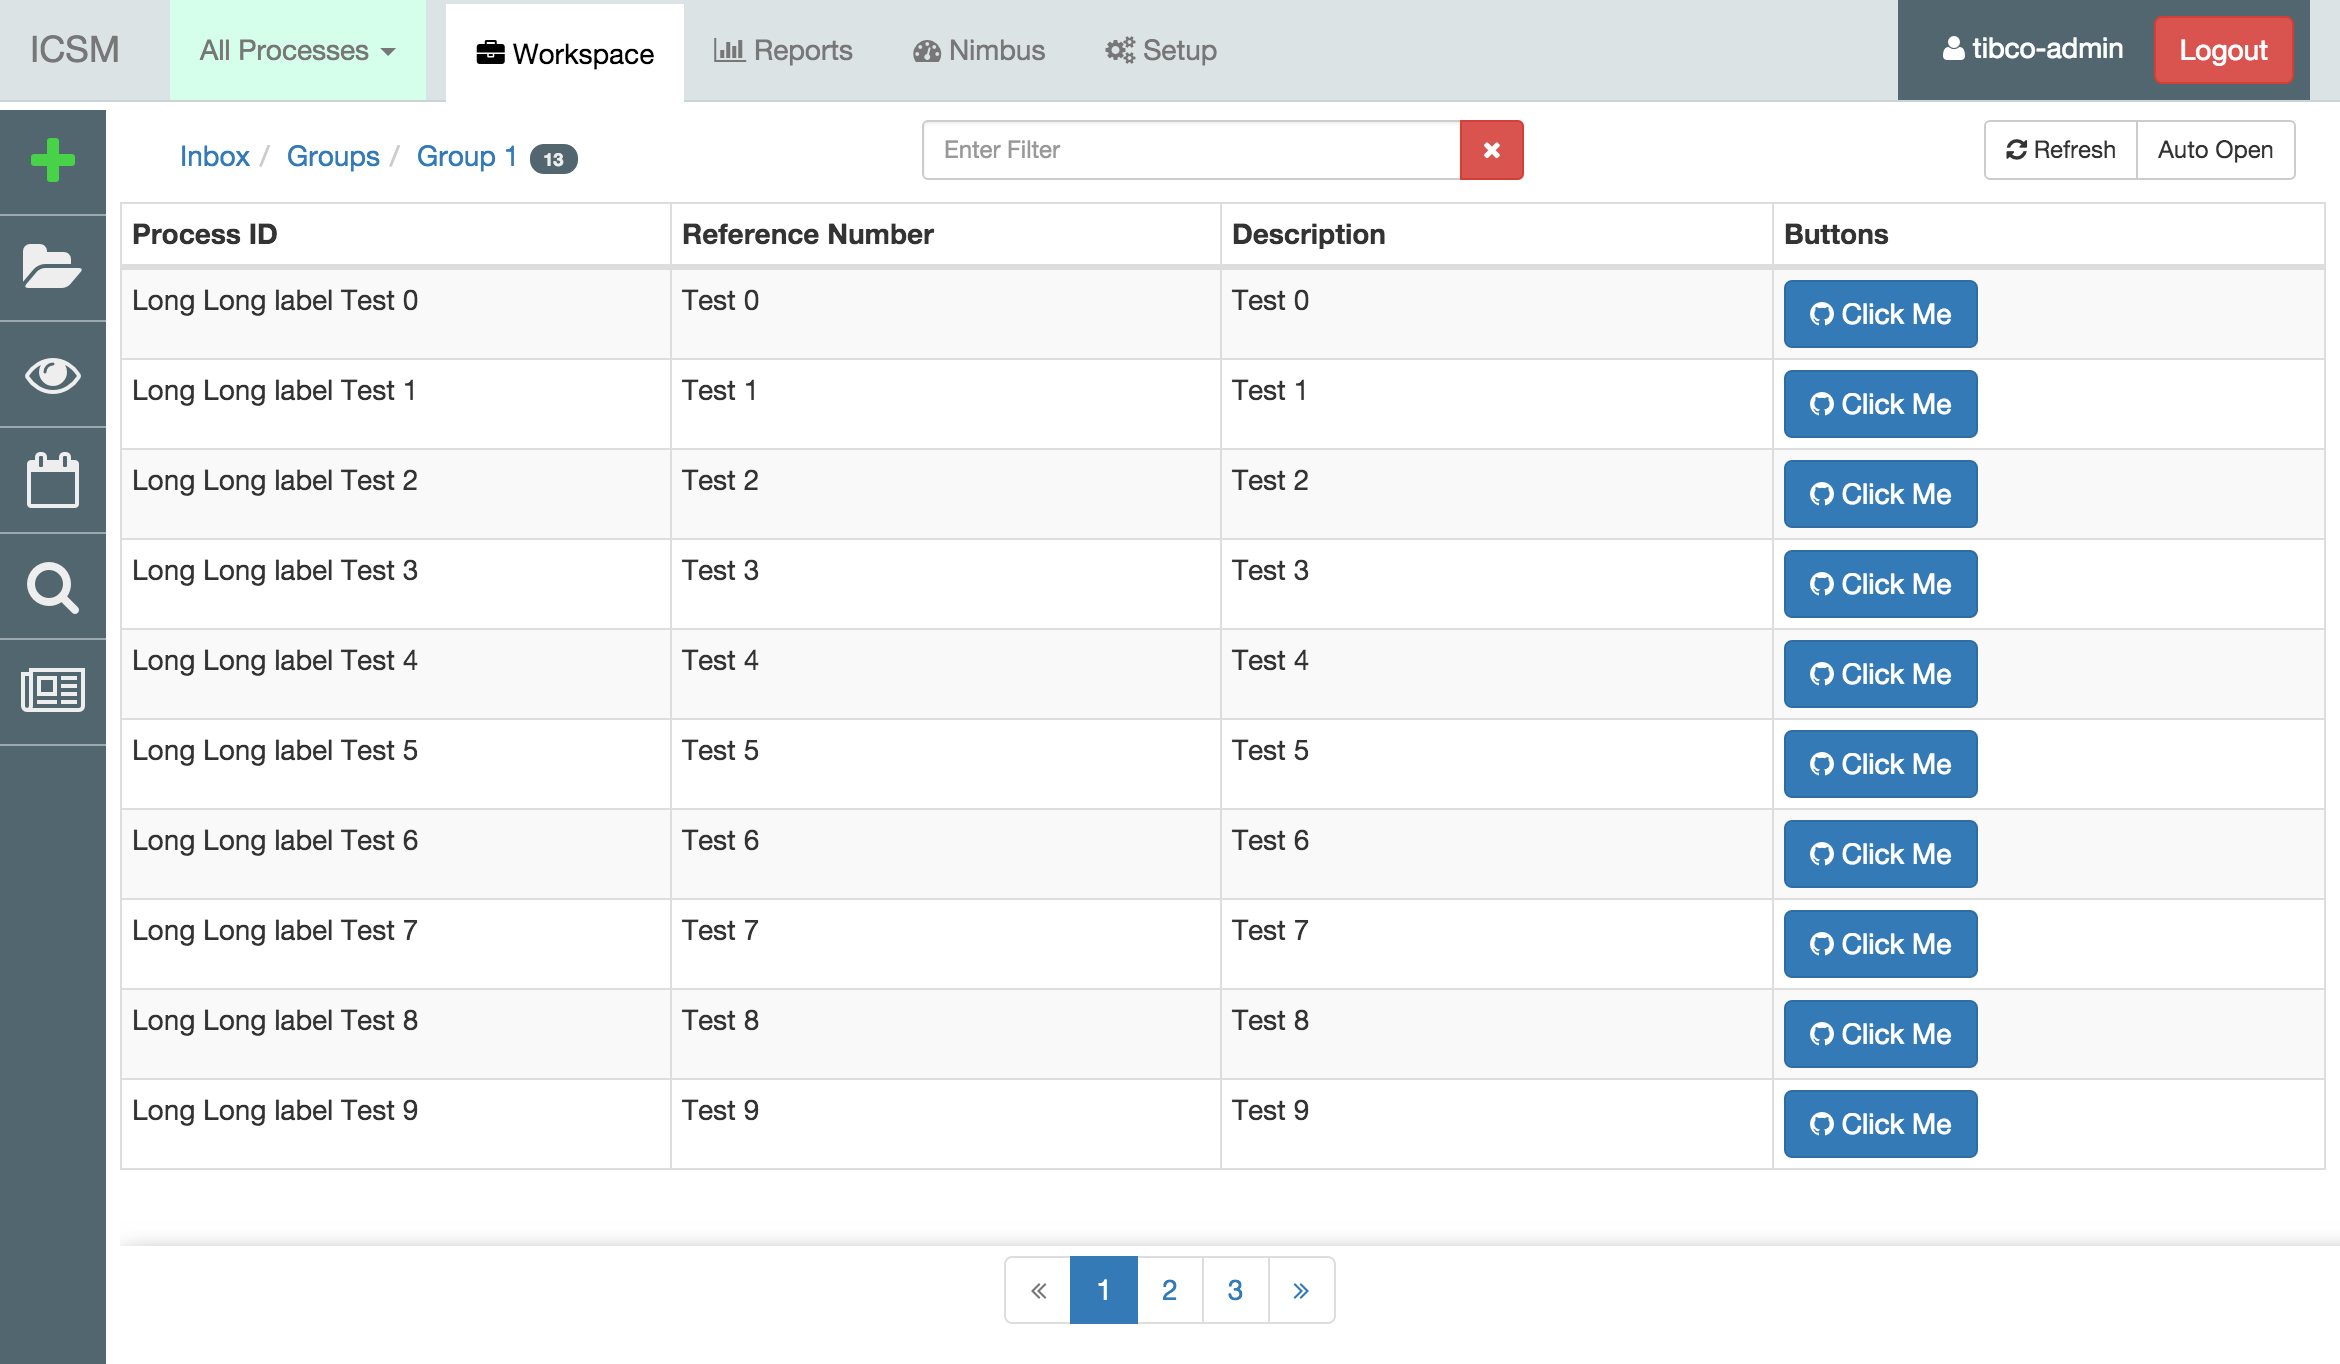 ICSM All Processes Workspace Reports Nimbus Setup tibco-admin Logout
Inbox / Groups / Group 1 13 Enter Filter Refresh Auto Open
Process ID Reference Number Description Buttons
Long Long label Test 0 Test 0 Test 0 Click Me
Long Long label Test 1 Test 1 Test 1 Click Me
Long Long label Test 2 Test 2 Test 2 Click Me
Long Long label Test 3 Test 3 Test 3 Click Me
Long Long label Test 4 Test 4 Test 4 Click Me
Long Long label Test 5 Test 5 Test 5 Click Me
Long Long label Test 6 Test 6 Test 6 Click Me
Long Long label Test 7 Test 7 Test 7 Click Me
Long Long label Test 8 Test 8 Test 8 Click Me
Long Long label Test 9 Test 9 Test 9 Click Me
« 1 2 3 »